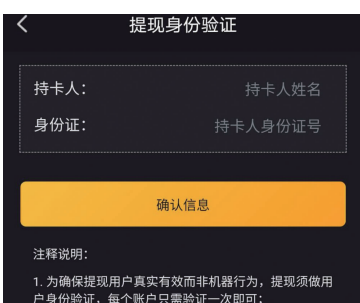 提现身份验证
持卡人： 持卡人姓名
身份证： 持卡人身份证号
确认信息
注释说明：
1. 为确保提现用户真实有效而非机器行为，提现须做用
户身份验证，每个账户只需验证一次即可；